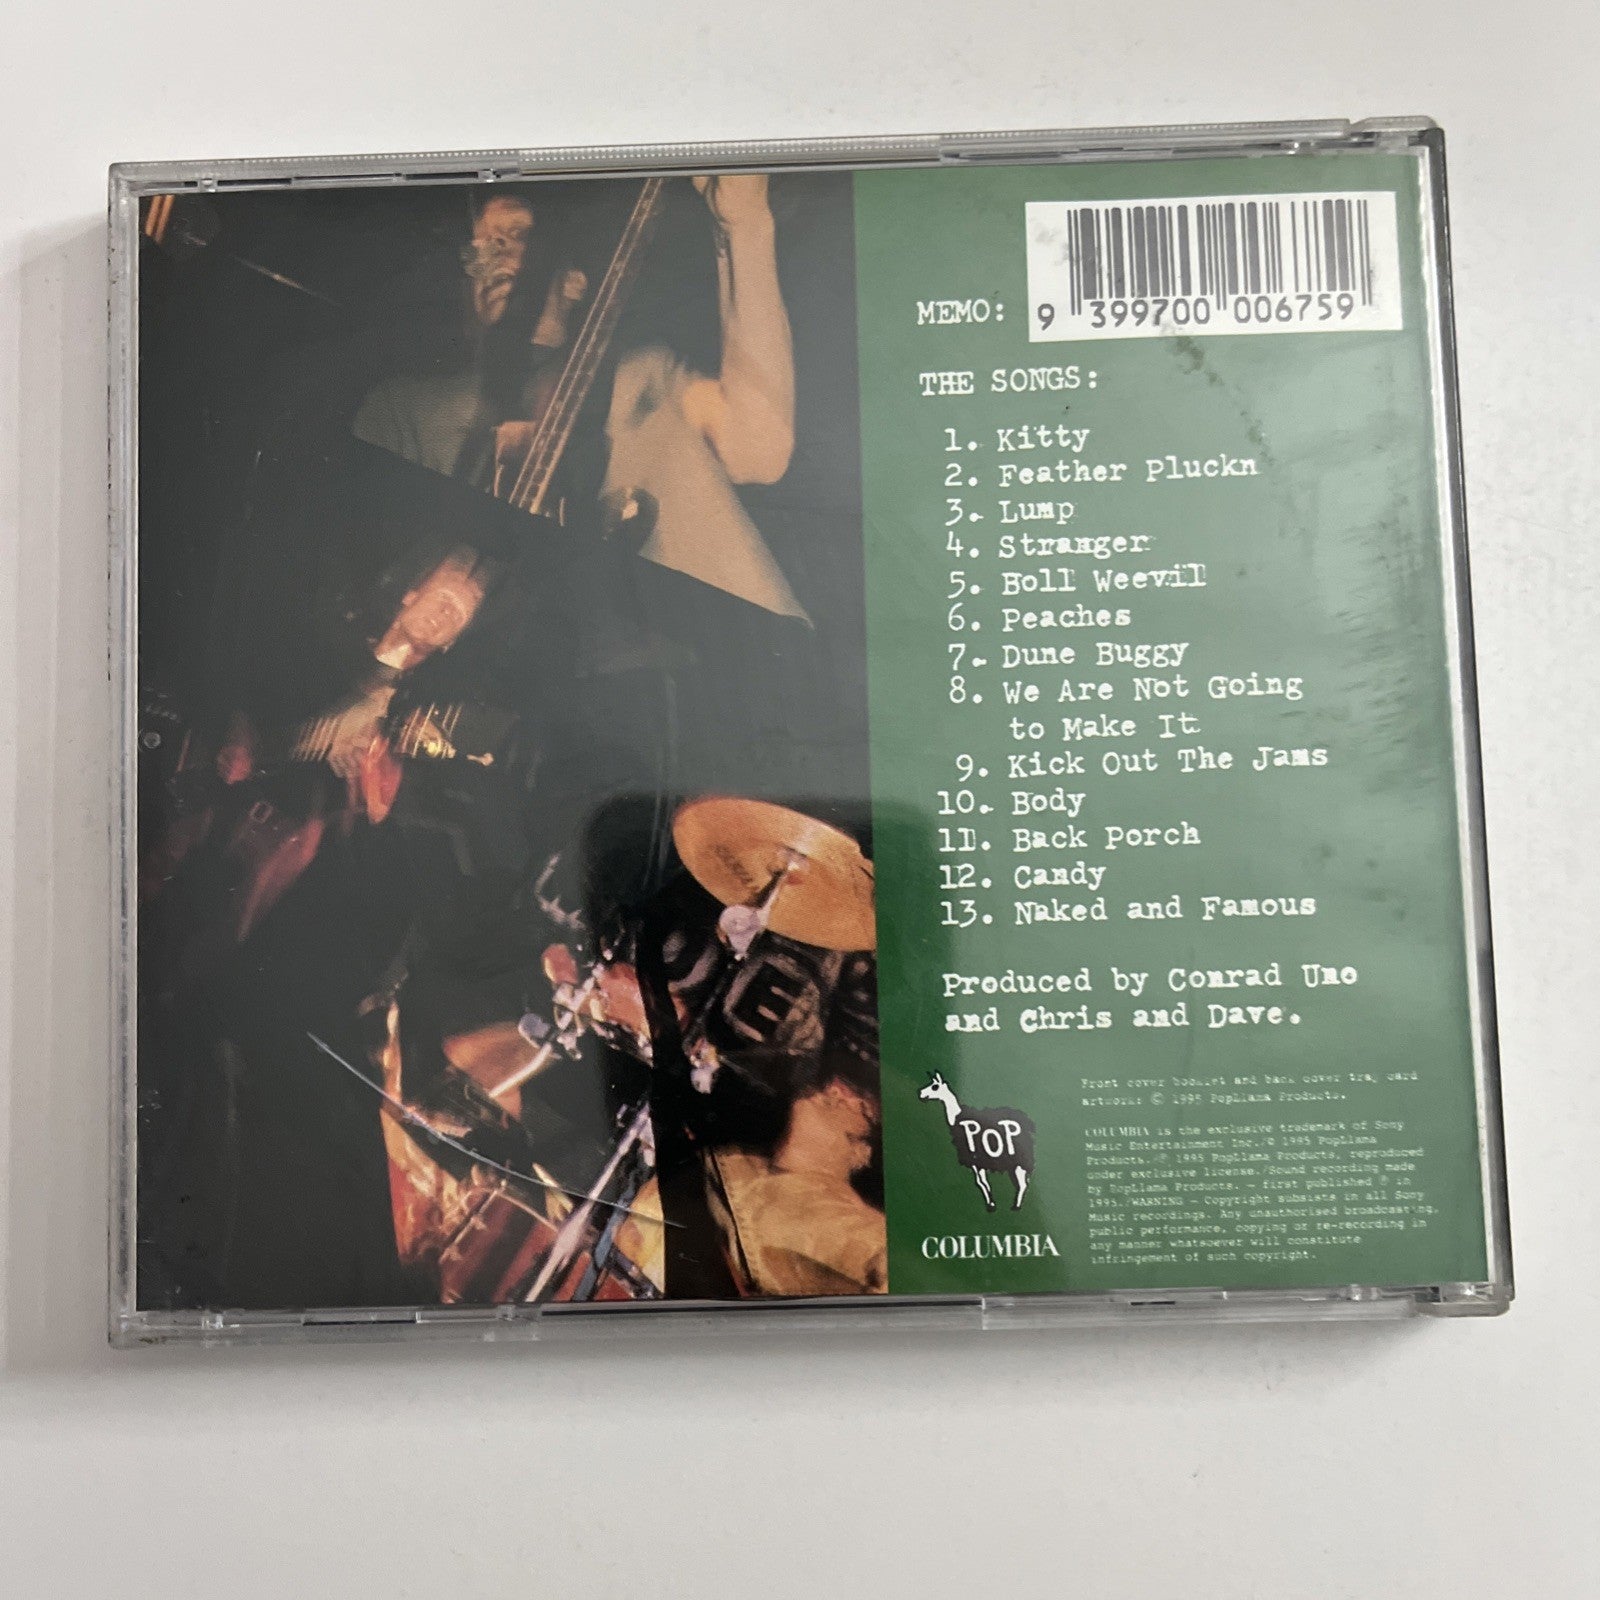 MEMO:
9 399700 006759
THE SONGS:
1. Kitty
2. Feather Pluckn
3. Lump
4. Stranger
5. Boll Weevil
6. Peaches
7. Dune Buggy
8. We Are Not Going
to Make It
9. Kick Out The Jams
10. Body
11. Back Porch
12. Candy
13. Naked and Famous
Produced by Conrad Uno
and Chris and Dave.
POP
COLUMBIA
Front cover booklet and back cover tray card
artwork: © 1995 PopLlama Products.
COLUMBIA is the exclusive trademark of Sony
Music Entertainment Inc./© 1995 PopLlama
Products./℗ 1995 PopLlama Products, reproduced
under exclusive license./Sound recording made
by PopLlama Products. – first published ℗ in
1995./WARNING – Copyright subsists in all Sony
Music recordings. Any unauthorised broadcasting,
public performance, copying or re-recording in
any manner whatsoever will constitute
infringement of such copyright.